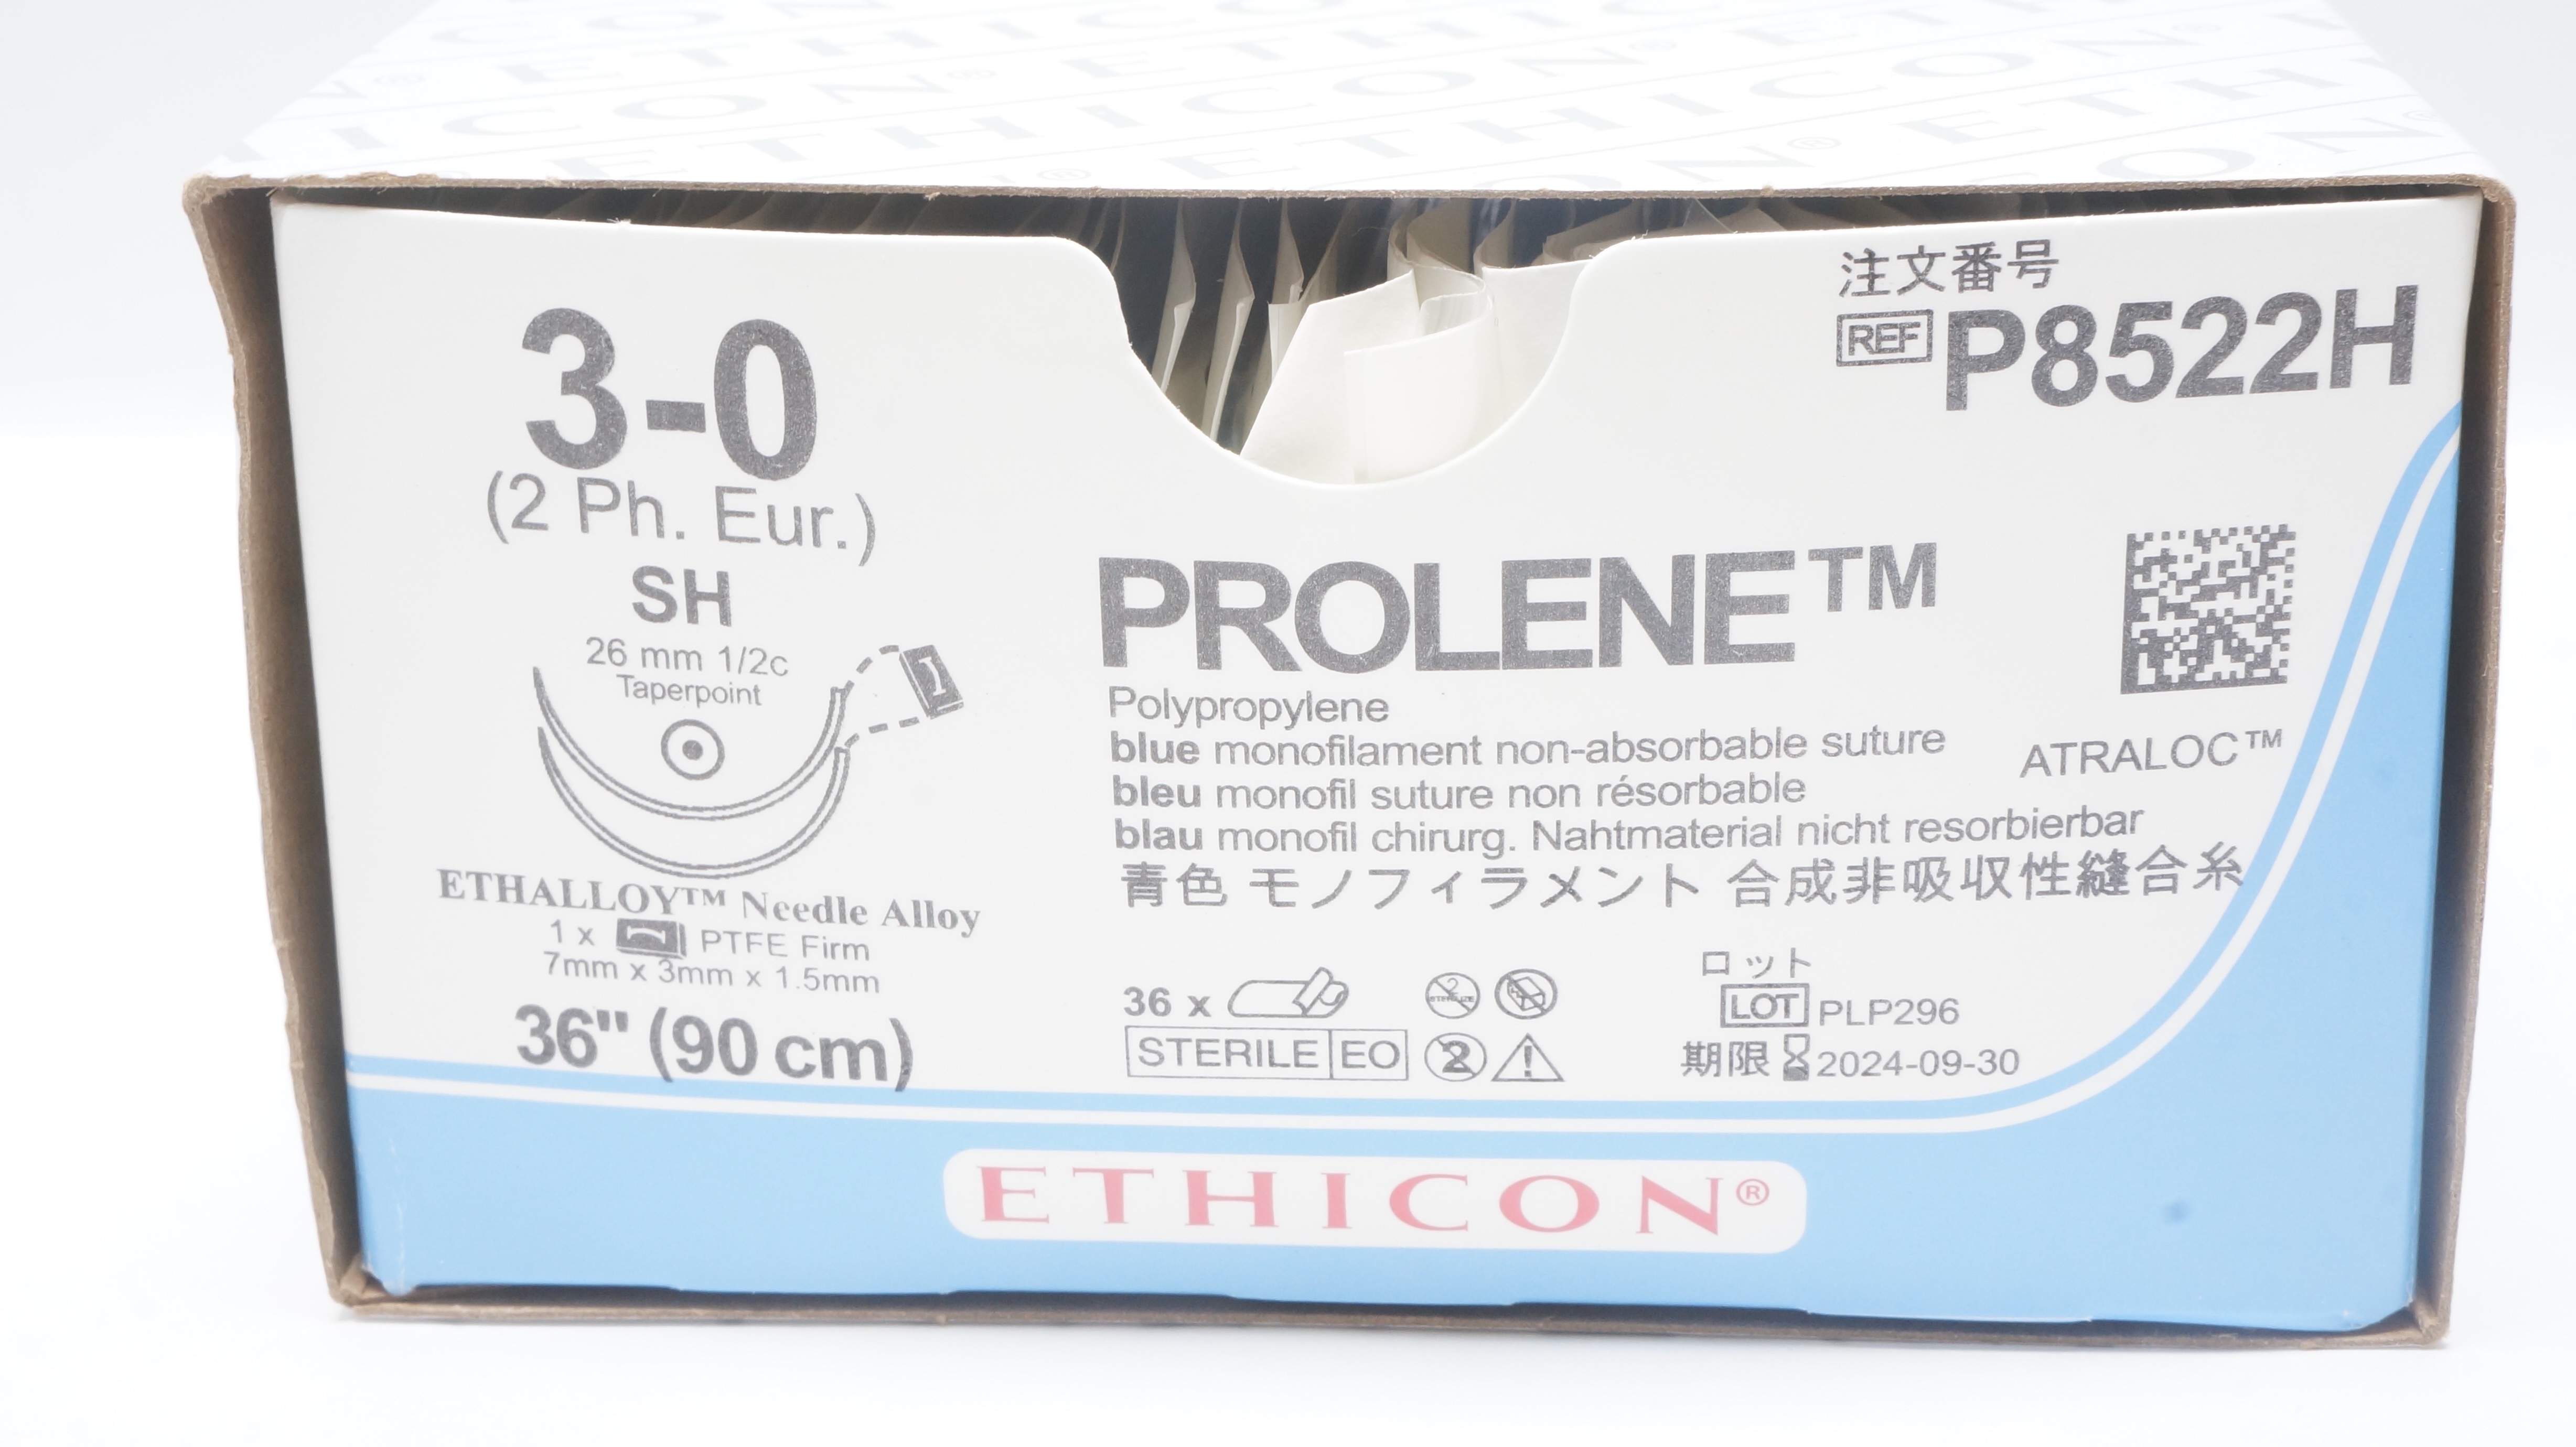 ETHICON®
3-0
(2 Ph. Eur.)
SH
26 mm 1/2c
Taperpoint
ETHALLOY™ Needle Alloy
1 x PTFE Firm
7mm x 3mm x 1.5mm
36" (90 cm)
注文番号
REF P8522H
PROLENE™
Polypropylene
blue monofilament non-absorbable suture
bleu monofil suture non résorbable
blau monofil chirurg. Nahtmaterial nicht resorbierbar
青色 モノフィラメント 合成非吸収性縫合糸
ATRALOC™
36 x
STERILE EO
2
ロット
LOT PLP296
期限 2024-09-30
ETHICON®